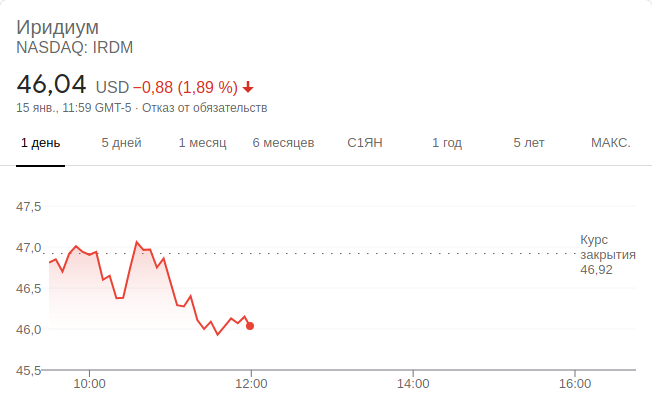 Иридиум
NASDAQ: IRDM
46,04 USD −0,88 (1,89 %)
15 янв., 11:59 GMT-5 · Отказ от обязательств
1 день 5 дней 1 месяц 6 месяцев С1ЯН 1 год 5 лет МАКС.
47,5
47,0
46,5
46,0
45,5
Курс
закрытия
46,92
10:00 12:00 14:00 16:00